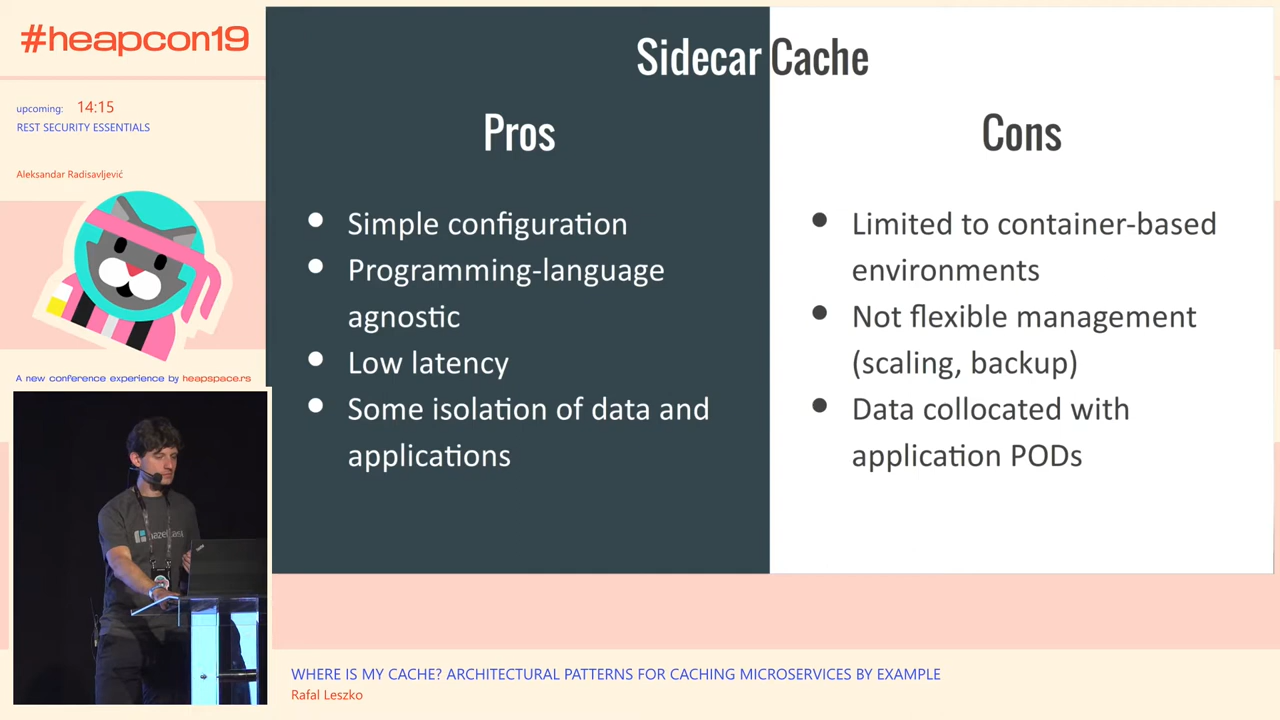 #heapcon19
upcoming: 14:15
REST SECURITY ESSENTIALS
Aleksandar Radisavljević
A new conference experience by heapspace.rs
Sidecar Cache
Pros
• Simple configuration
• Programming-language
agnostic
• Low latency
• Some isolation of data and
applications
Cons
• Limited to container-based
environments
• Not flexible management
(scaling, backup)
• Data collocated with
application PODs
WHERE IS MY CACHE? ARCHITECTURAL PATTERNS FOR CACHING MICROSERVICES BY EXAMPLE
Rafal Leszko